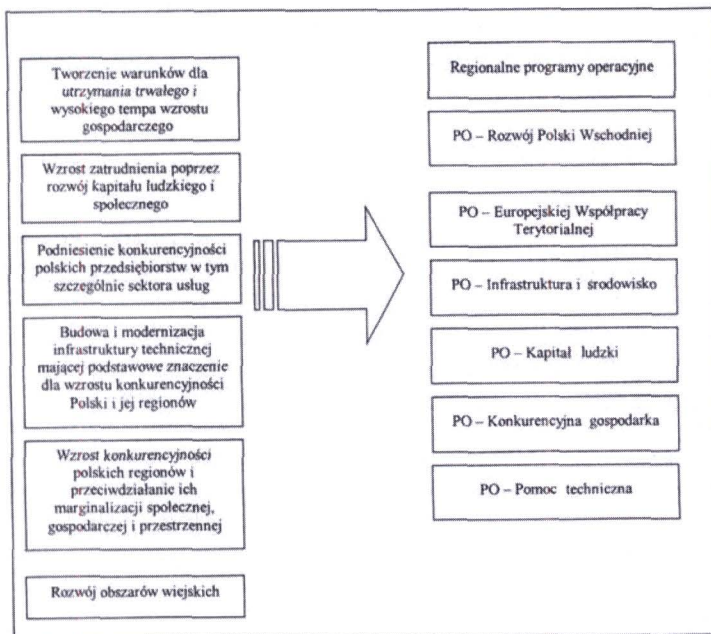 Tworzenie warunków dla
utrzymania trwałego i
wysokiego tempa wzrostu
gospodarczego
Wzrost zatrudnienia poprzez
rozwój kapitału ludzkiego i
społecznego
Podniesienie konkurencyjności
polskich przedsiębiorstw w tym
szczególnie sektora usług
Budowa i modernizacja
infrastruktury technicznej
mającej podstawowe znaczenie
dla wzrostu konkurencyjności
Polski i jej regionów
Wzrost konkurencyjności
polskich regionów i
przeciwdziałanie ich
marginalizacji społecznej,
gospodarczej i przestrzennej
Rozwój obszarów wiejskich
Regionalne programy operacyjne
PO – Rozwój Polski Wschodniej
PO – Europejskiej Współpracy
Terytorialnej
PO – Infrastruktura i środowisko
PO – Kapitał ludzki
PO – Konkurencyjna gospodarka
PO – Pomoc techniczna